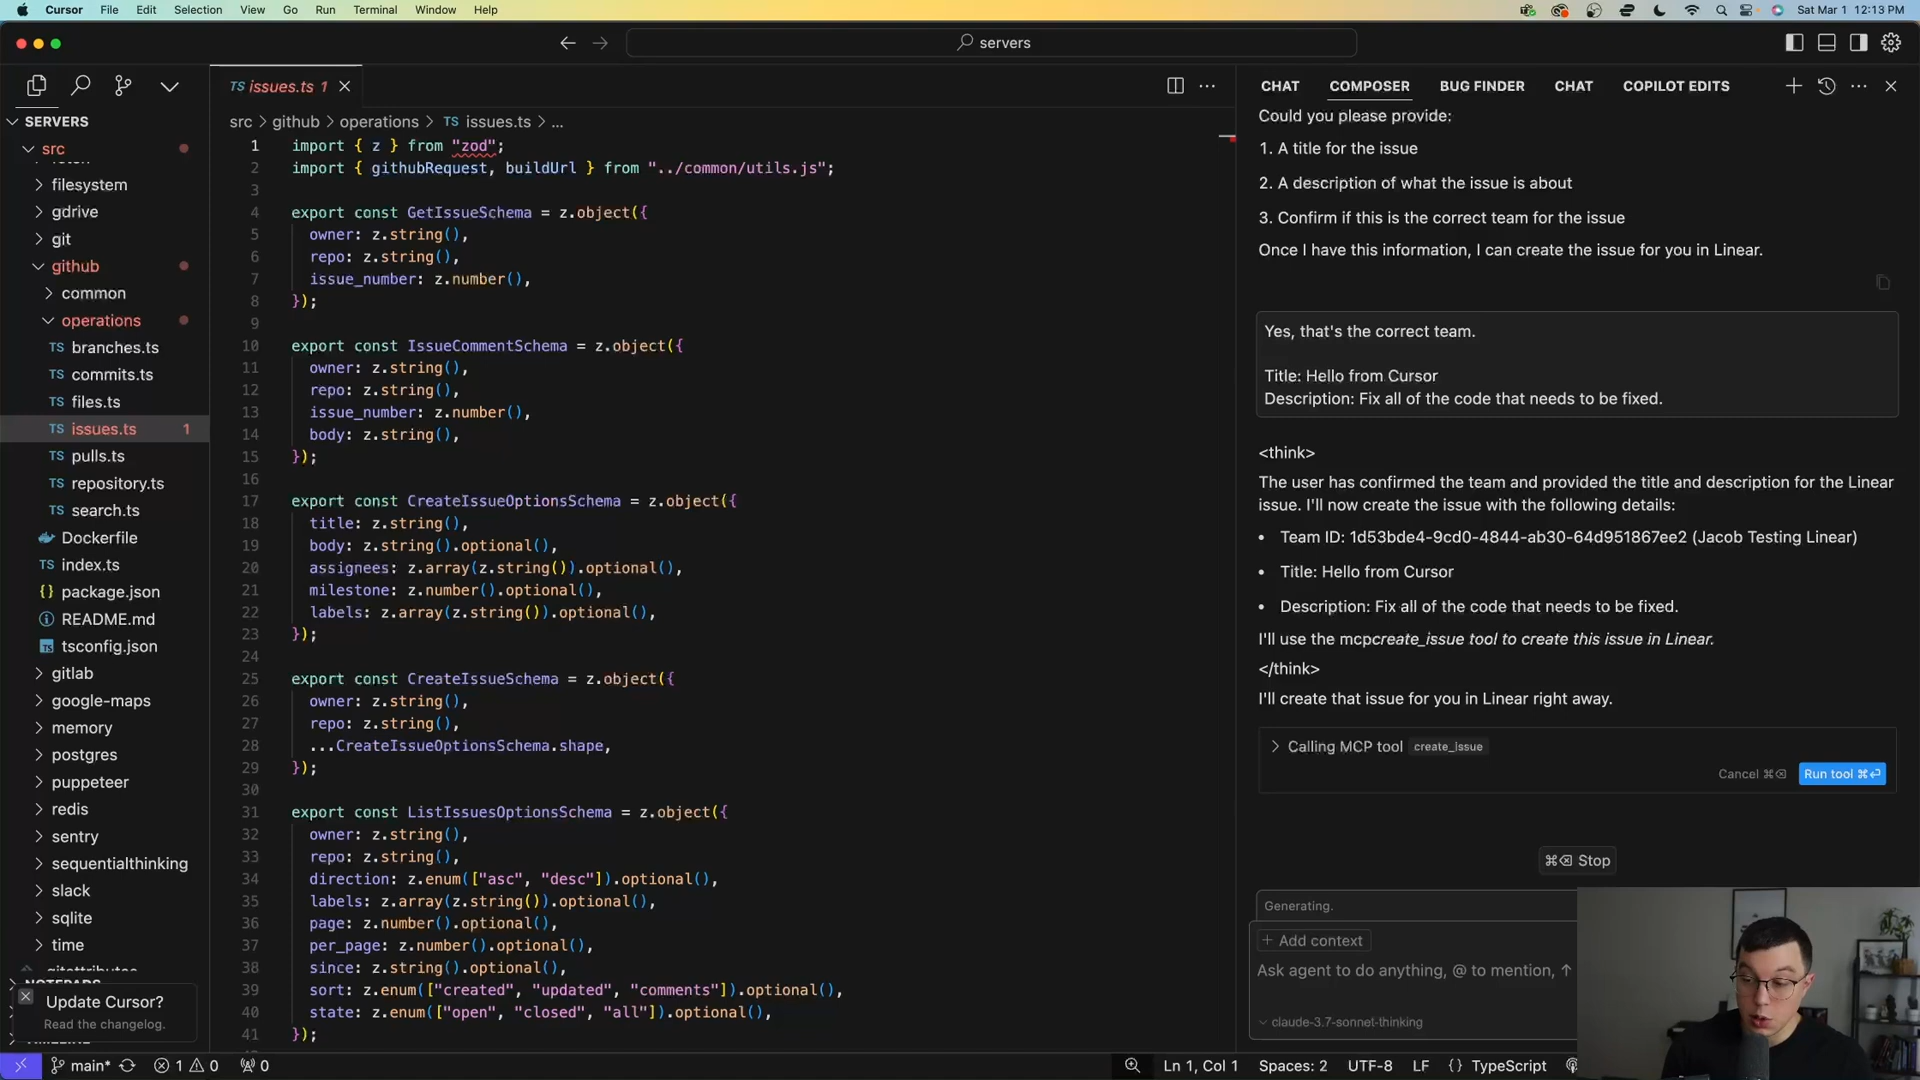 Cursor File Edit Selection View Go Run Terminal Window Help
Sat Mar 1 12:13 PM
servers
TS issues.ts 1
CHAT COMPOSER BUG FINDER CHAT COPILOT EDITS
SERVERS
src
filesystem
gdrive
git
github
common
operations
TS branches.ts
TS commits.ts
TS files.ts
TS issues.ts 1
TS pulls.ts
TS repository.ts
TS search.ts
Dockerfile
TS index.ts
{} package.json
README.md
tsconfig.json
gitlab
google-maps
memory
postgres
puppeteer
redis
sentry
sequentialthinking
slack
sqlite
time
Update Cursor?
Read the changelog.
src > github > operations > TS issues.ts > ...
1 import { z } from "zod";
2 import { githubRequest, buildUrl } from "../common/utils.js";
3
4 export const GetIssueSchema = z.object({
5 owner: z.string(),
6 repo: z.string(),
7 issue_number: z.number(),
8 });
9
10 export const IssueCommentSchema = z.object({
11 owner: z.string(),
12 repo: z.string(),
13 issue_number: z.number(),
14 body: z.string(),
15 });
16
17 export const CreateIssueOptionsSchema = z.object({
18 title: z.string(),
19 body: z.string().optional(),
20 assignees: z.array(z.string()).optional(),
21 milestone: z.number().optional(),
22 labels: z.array(z.string()).optional(),
23 });
24
25 export const CreateIssueSchema = z.object({
26 owner: z.string(),
27 repo: z.string(),
28 ...CreateIssueOptionsSchema.shape,
29 });
30
31 export const ListIssuesOptionsSchema = z.object({
32 owner: z.string(),
33 repo: z.string(),
34 direction: z.enum(["asc", "desc"]).optional(),
35 labels: z.array(z.string()).optional(),
36 page: z.number().optional(),
37 per_page: z.number().optional(),
38 since: z.string().optional(),
39 sort: z.enum(["created", "updated", "comments"]).optional(),
40 state: z.enum(["open", "closed", "all"]).optional(),
41 });
Could you please provide:
1. A title for the issue
2. A description of what the issue is about
3. Confirm if this is the correct team for the issue
Once I have this information, I can create the issue for you in Linear.
Yes, that's the correct team.
Title: Hello from Cursor
Description: Fix all of the code that needs to be fixed.
<think>
The user has confirmed the team and provided the title and description for the Linear
issue. I'll now create the issue with the following details:
• Team ID: 1d53bde4-9cd0-4844-ab30-64d951867ee2 (Jacob Testing Linear)
• Title: Hello from Cursor
• Description: Fix all of the code that needs to be fixed.
I'll use the mcpcreate_issue tool to create this issue in Linear.
</think>
I'll create that issue for you in Linear right away.
Calling MCP tool create_issue
Cancel ⌘⌫ Run tool ⌘⏎
⌘⌫ Stop
Generating.
+ Add context
Ask agent to do anything, @ to mention, ↑
claude-3.7-sonnet-thinking
main* 1 0 0
Ln 1, Col 1 Spaces: 2 UTF-8 LF {} TypeScript